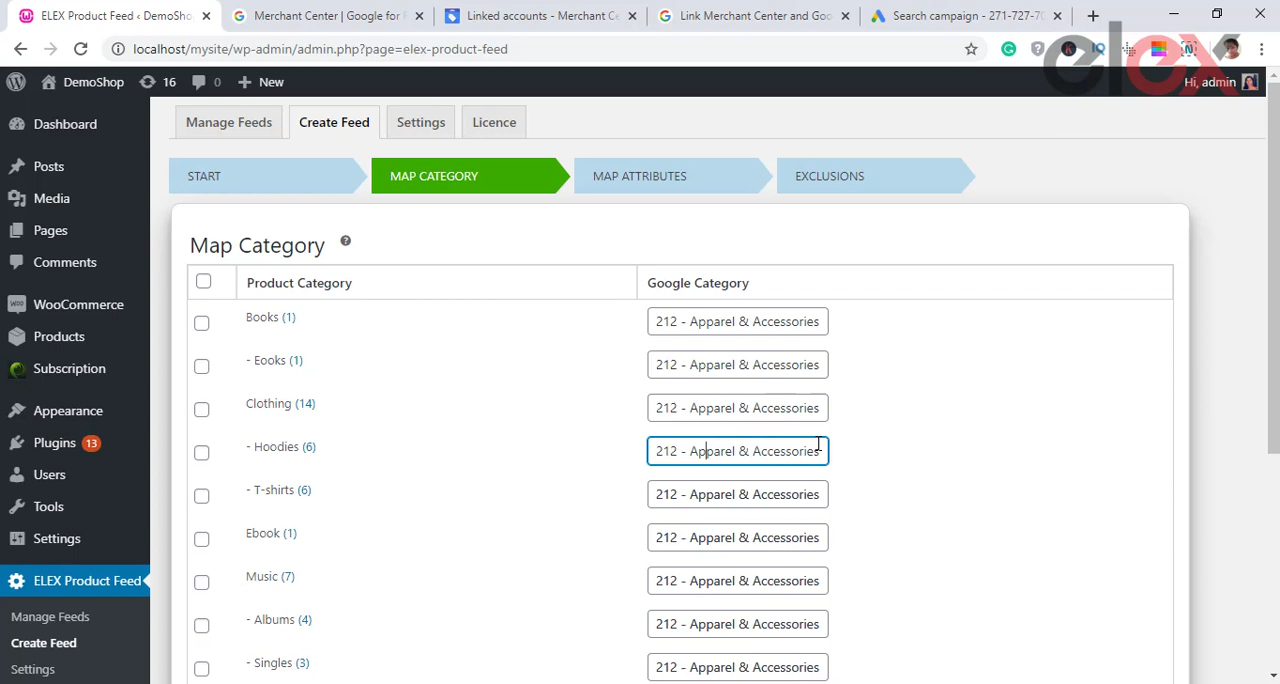 ELEX Product Feed ‹ DemoSho
Merchant Center | Google for F
Linked accounts - Merchant Ce
Link Merchant Center and Goo
Search campaign - 271-727-70
localhost/mysite/wp-admin/admin.php?page=elex-product-feed
elex
DemoShop
16
0
New
Hi, admin
Dashboard
Posts
Media
Pages
Comments
WooCommerce
Products
Subscription
Appearance
Plugins 13
Users
Tools
Settings
ELEX Product Feed
Manage Feeds
Create Feed
Settings
Manage Feeds
Create Feed
Settings
Licence
START
MAP CATEGORY
MAP ATTRIBUTES
EXCLUSIONS
Map Category ?
Product Category Google Category
Books (1) 212 - Apparel & Accessories
- Eooks (1) 212 - Apparel & Accessories
Clothing (14) 212 - Apparel & Accessories
- Hoodies (6) 212 - Apparel & Accessories
- T-shirts (6) 212 - Apparel & Accessories
Ebook (1) 212 - Apparel & Accessories
Music (7) 212 - Apparel & Accessories
- Albums (4) 212 - Apparel & Accessories
- Singles (3) 212 - Apparel & Accessories